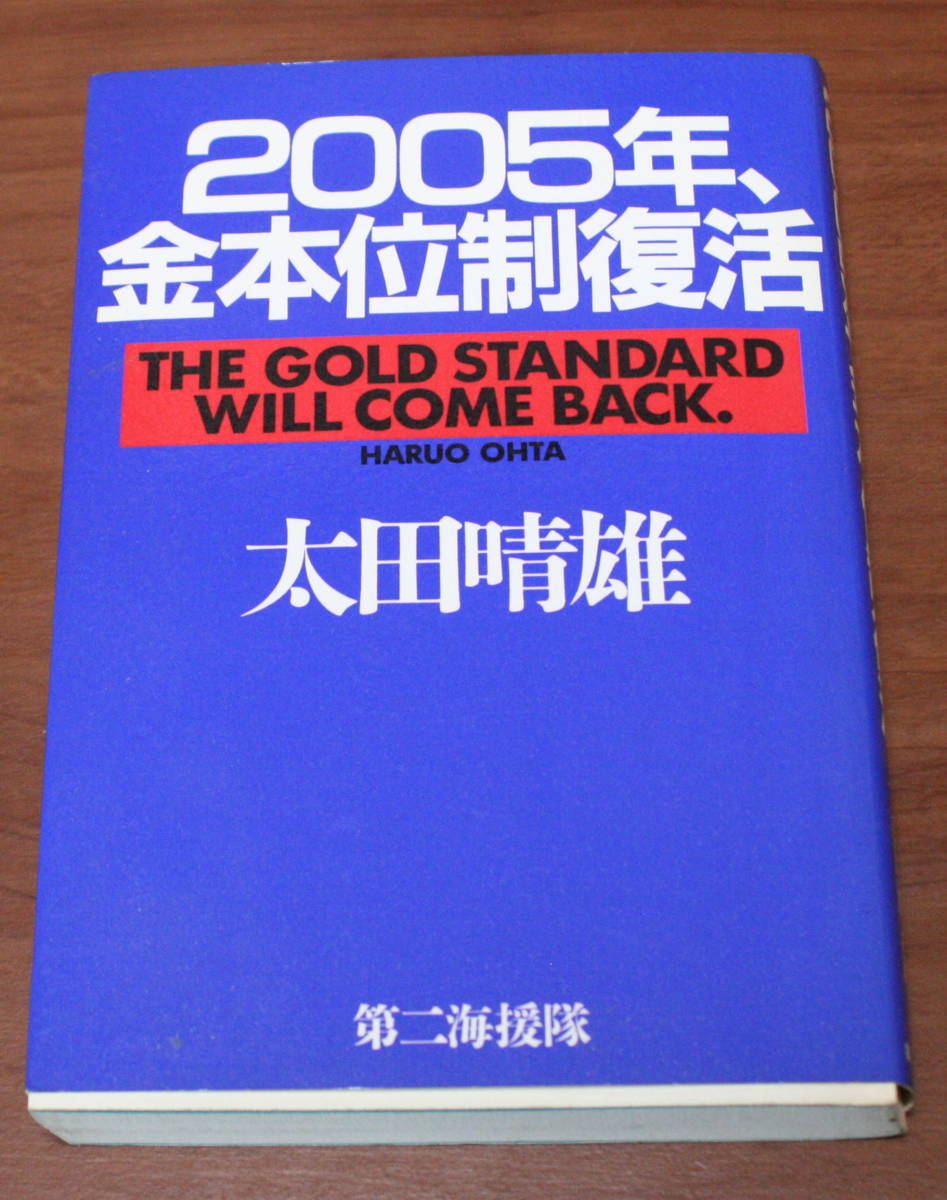 2005年、
金本位制復活
THE GOLD STANDARD
WILL COME BACK.
HARUO OHTA
太田晴雄
第二海援隊